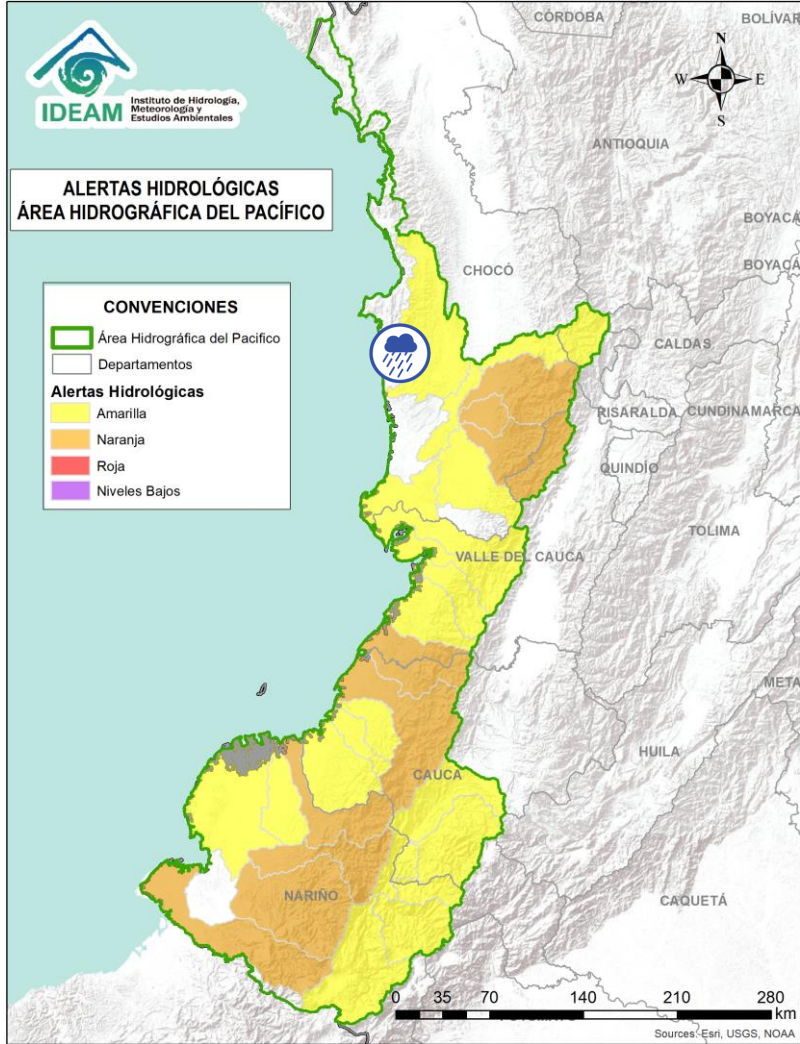 IDEAM
Instituto de Hidrología,
Meteorología y
Estudios Ambientales
CÓRDOBA
BOLÍVAR
N
W
E
S
ANTIOQUIA
ALERTAS HIDROLÓGICAS
ÁREA HIDROGRÁFICA DEL PACÍFICO
BOYACÁ
CHOCÓ
BOYACÁ
CONVENCIONES
Área Hidrográfica del Pacífico
Departamentos
Alertas Hidrológicas
Amarilla
Naranja
Roja
Niveles Bajos
CALDAS
RISARALDA
CUNDINAMARCA
QUINDÍO
TOLIMA
VALLE DEL CAUCA
META
HUILA
CAUCA
NARIÑO
CAQUETÁ
0 35 70 140 210 280
km
Sources: Esri, USGS, NOAA